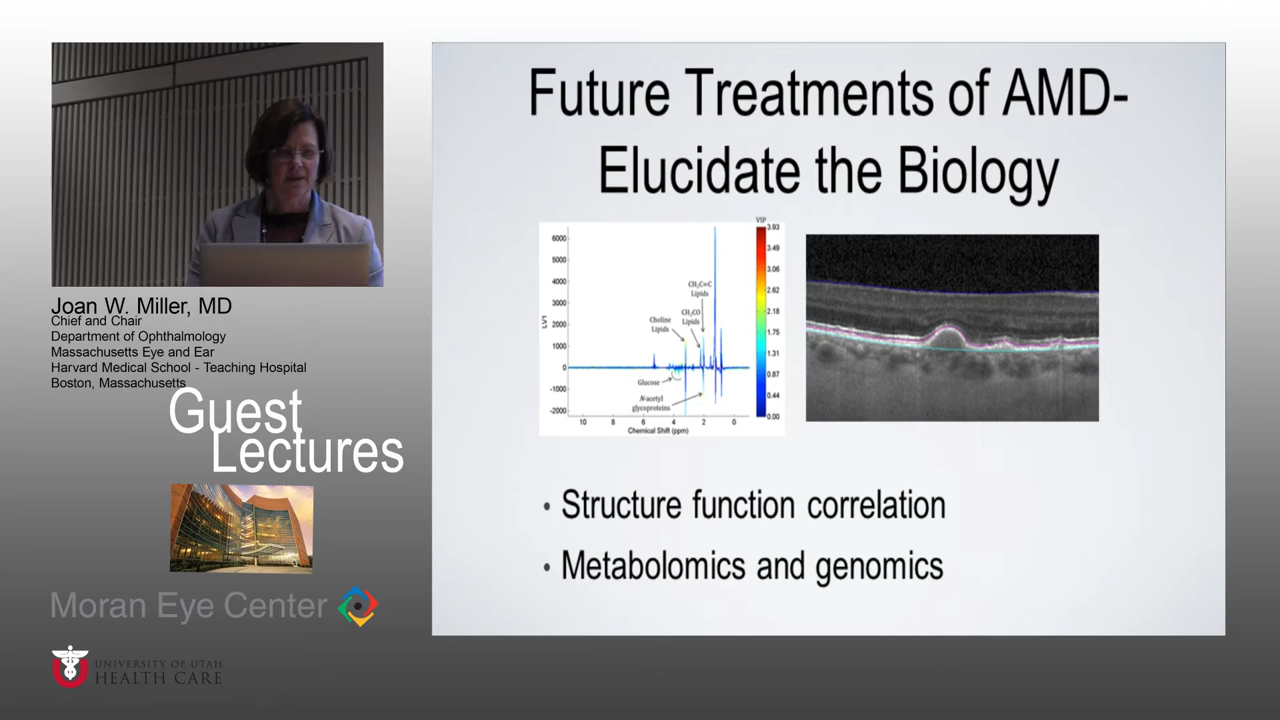 Joan W. Miller, MD
Chief and Chair
Department of Ophthalmology
Massachusetts Eye and Ear
Harvard Medical School - Teaching Hospital
Boston, Massachusetts
Guest
Lectures
Moran Eye Center
UNIVERSITY OF UTAH
HEALTH CARE
Future Treatments of AMD-
Elucidate the Biology
VIP
6000
5000
4000
3000
2000
1000
0
-1000
-2000
LV1
CH2C=C
Lipids
CH2CO
Lipids
Choline
Lipids
Glucose
N-acetyl
glycoproteins
10 8 6 4 2 0
Chemical Shift (ppm)
3.93
3.49
3.06
2.62
2.18
1.75
1.31
0.87
0.44
0.00
• Structure function correlation
• Metabolomics and genomics